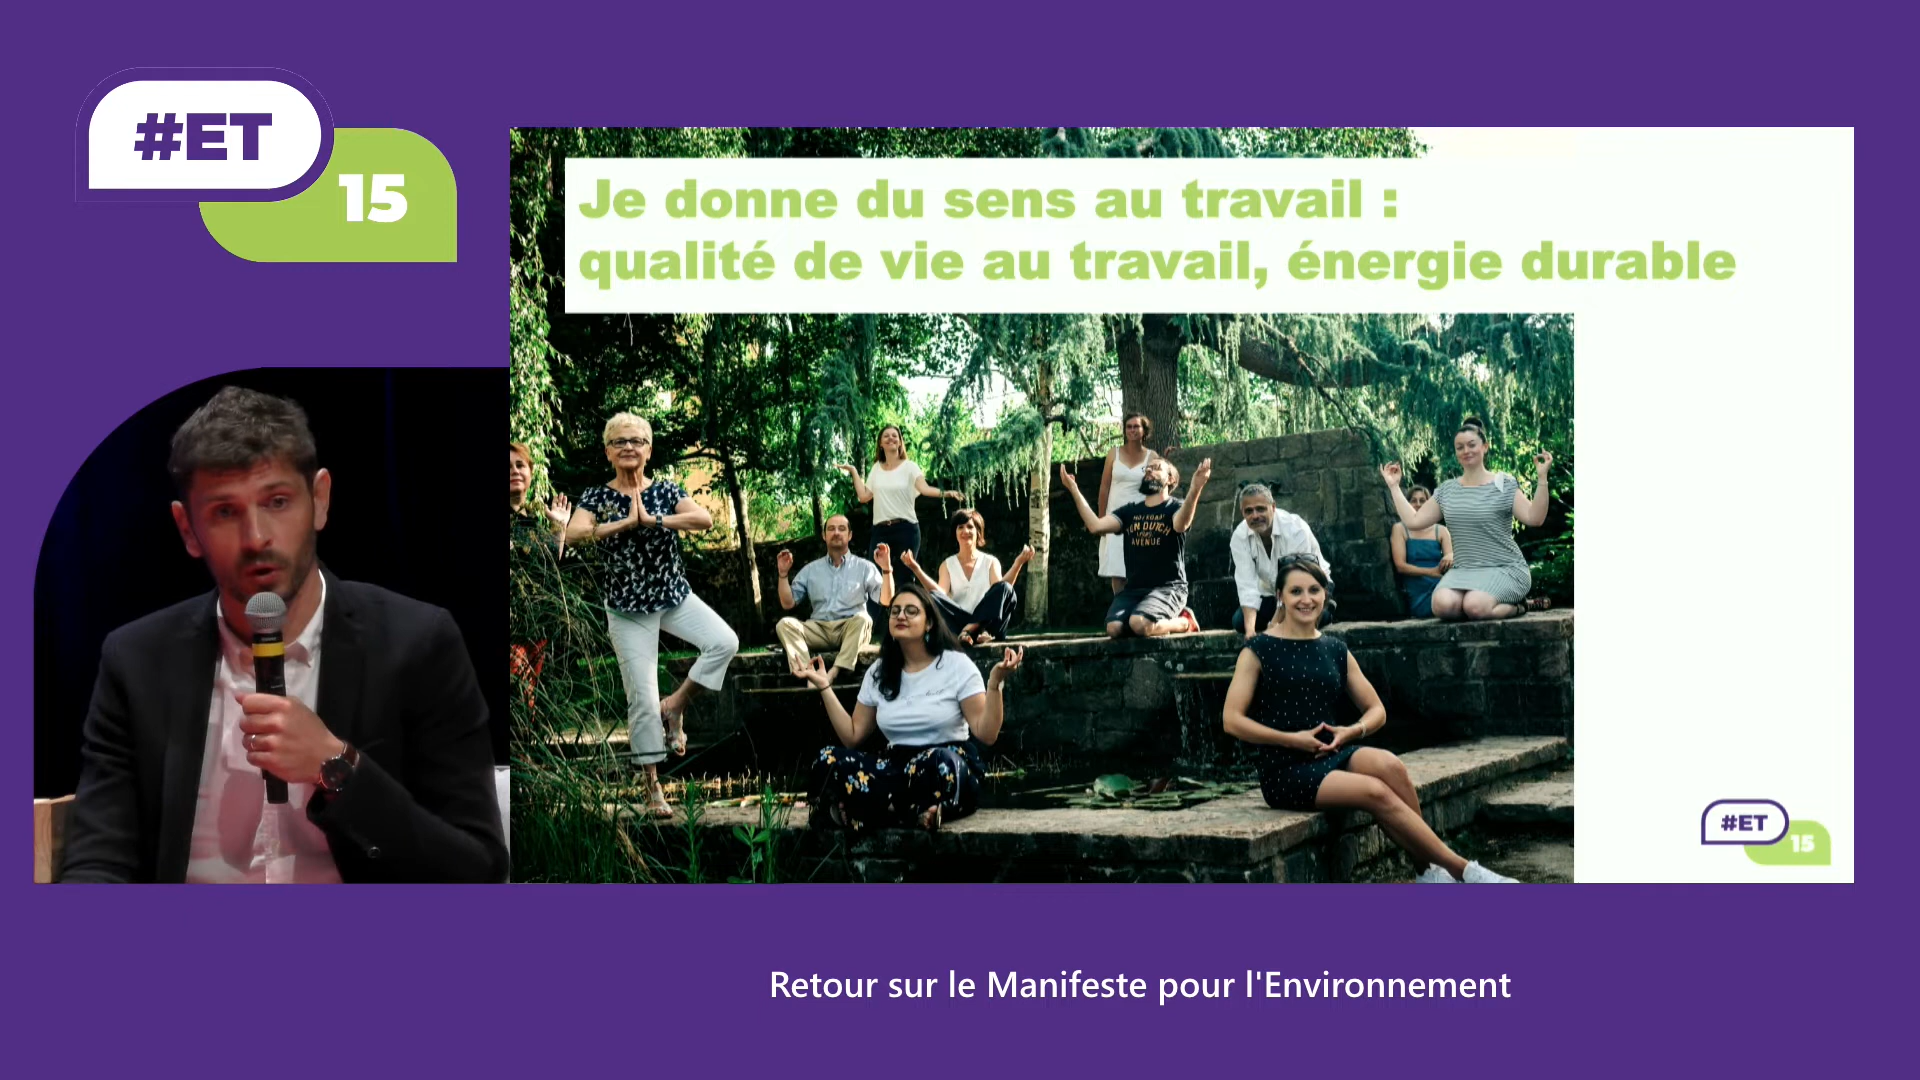 #ET
15
Je donne du sens au travail :
qualité de vie au travail, énergie durable
AVENUE
#ET
15
Retour sur le Manifeste pour l'Environnement